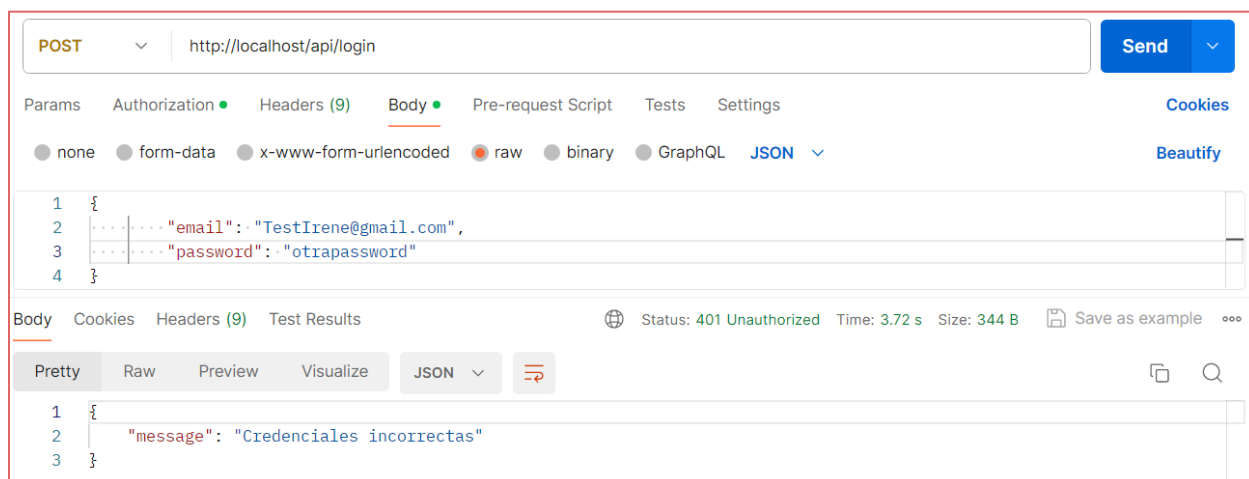 POST http://localhost/api/login Send
Params Authorization Headers (9) Body Pre-request Script Tests Settings Cookies
none form-data x-www-form-urlencoded raw binary GraphQL JSON Beautify
1 {
2 "email": "TestIrene@gmail.com",
3 "password": "otrapassword"
4 }
Body Cookies Headers (9) Test Results Status: 401 Unauthorized Time: 3.72 s Size: 344 B Save as example
Pretty Raw Preview Visualize JSON
1 {
2 "message": "Credenciales incorrectas"
3 }